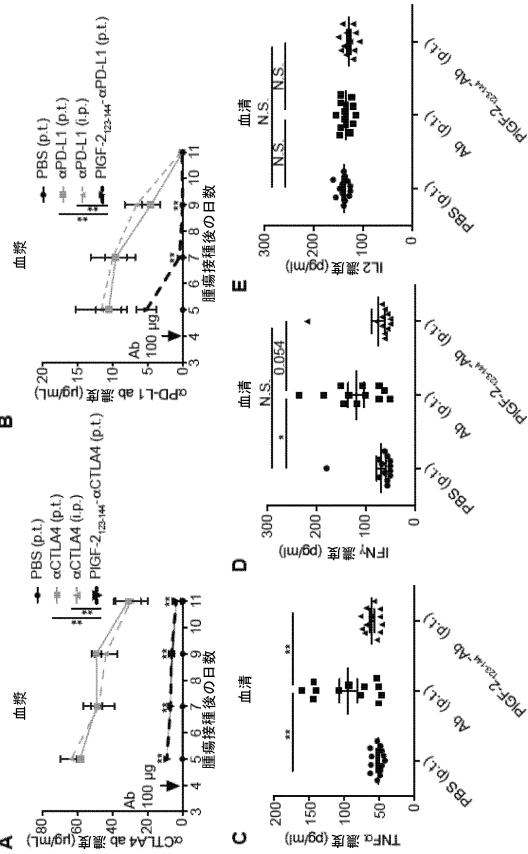 A
血漿
αCTLA4 ab 濃度 (μg/mL)
80
60
40
20
0
Ab
100 μg
3
4
5
6
7
8
9
10
11
腫瘍接種後の日数
PBS (p.t.)
αCTLA4 (p.t.)
αCTLA4 (i.p.)
PlGF-2123-144-αCTLA4 (p.t.)
**
**
**
**
**
**
B
血漿
αPD-L1 ab 濃度 (μg/mL)
20
15
10
5
0
Ab
100 μg
3
4
5
6
7
8
9
10
11
腫瘍接種後の日数
PBS (p.t.)
αPD-L1 (p.t.)
αPD-L1 (i.p.)
PlGF-2123-144-αPD-L1 (p.t.)
**
**
**
**
C
血清
TNFα 濃度 (pg/ml)
200
150
100
50
0
**
**
PBS (p.t.)
Ab (p.t.)
PlGF-2123-144-Ab (p.t.)
D
血清
IFNγ 濃度 (pg/ml)
300
200
100
0
N.S.
*
0.054
PBS (p.t.)
Ab (p.t.)
PlGF-2123-144-Ab (p.t.)
E
血清
IL2 濃度 (pg/ml)
300
200
100
0
N.S.
N.S.
N.S.
PBS (p.t.)
Ab (p.t.)
PlGF-2123-144-Ab (p.t.)